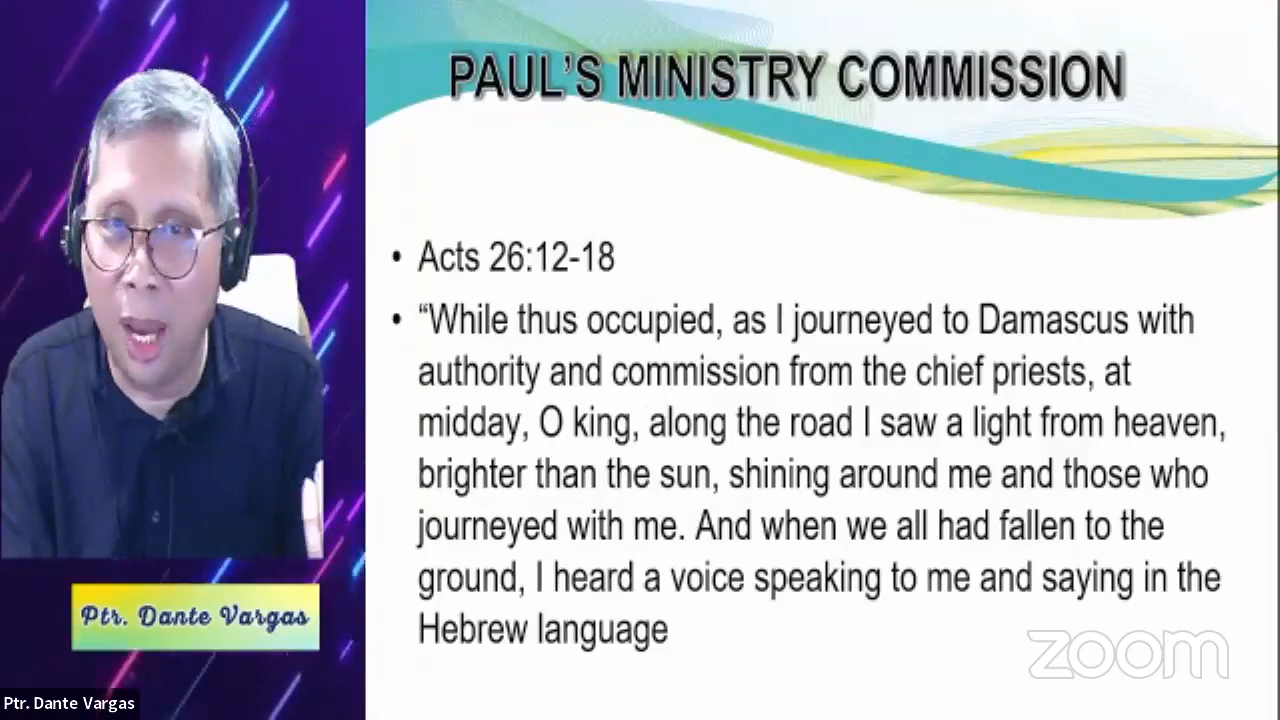 PAUL'S MINISTRY COMMISSION
• Acts 26:12-18
• “While thus occupied, as I journeyed to Damascus with
authority and commission from the chief priests, at
midday, O king, along the road I saw a light from heaven,
brighter than the sun, shining around me and those who
journeyed with me. And when we all had fallen to the
ground, I heard a voice speaking to me and saying in the
Hebrew language
zoom
Ptr. Dante Vargas
Ptr. Dante Vargas